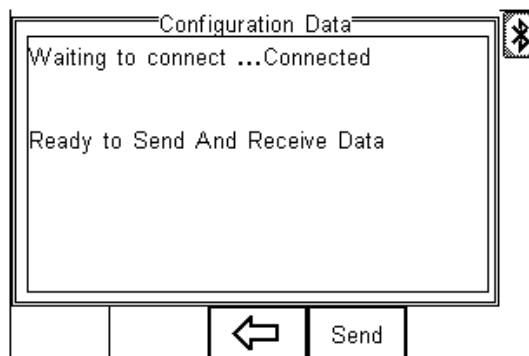 Configuration Data
Waiting to connect ...Connected
Ready to Send And Receive Data
Send